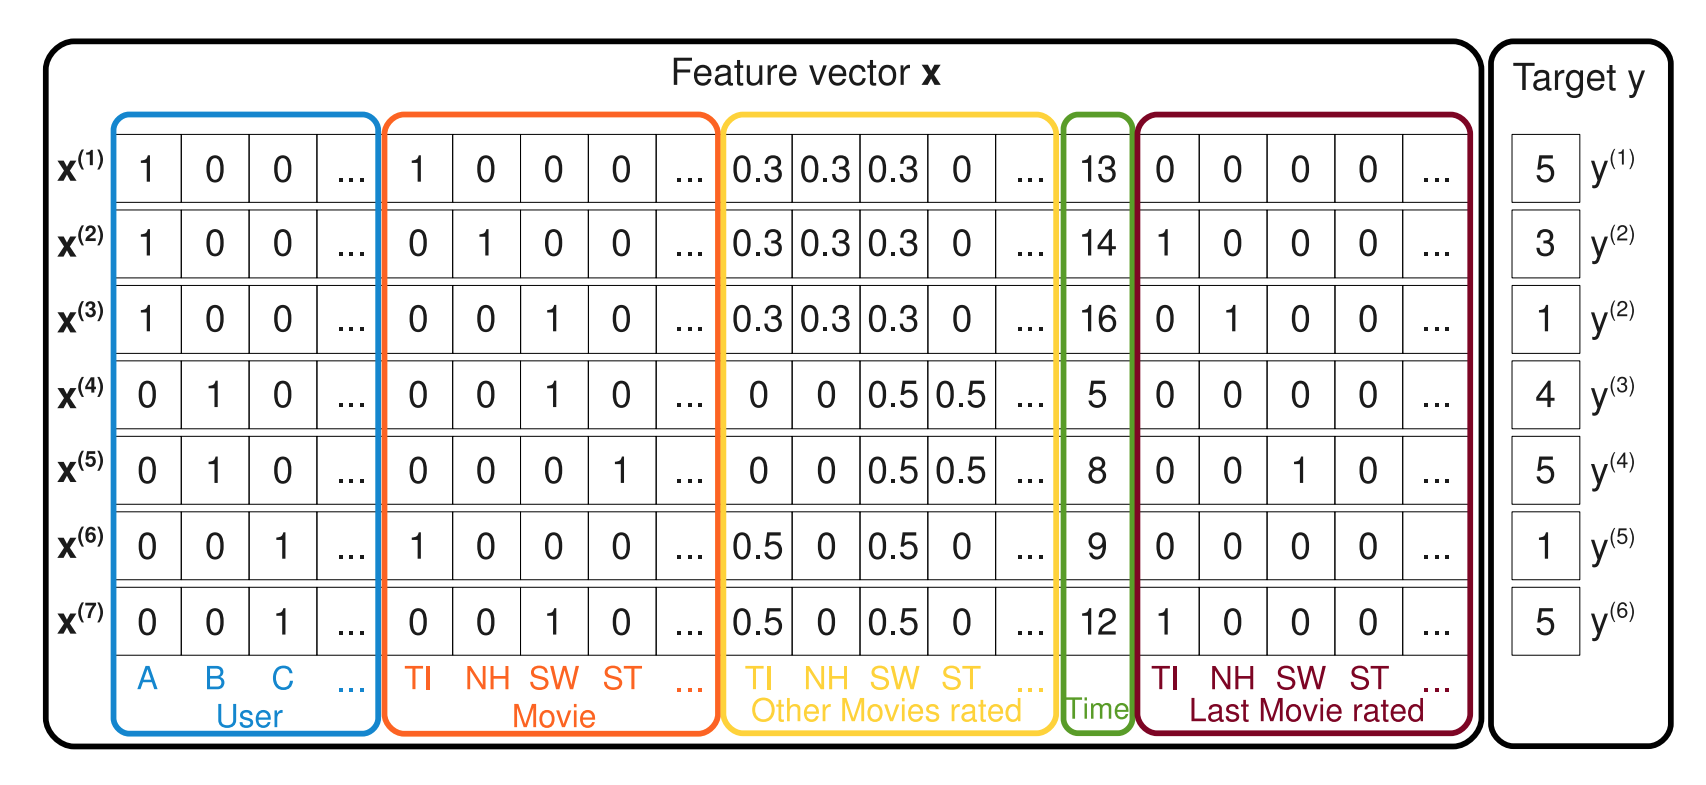 Feature vector x Target y
x(1) 1 0 0 ... 1 0 0 0 ... 0.3 0.3 0.3 0 ... 13 0 0 0 0 ... 5 y(1)
x(2) 1 0 0 ... 0 1 0 0 ... 0.3 0.3 0.3 0 ... 14 1 0 0 0 ... 3 y(2)
x(3) 1 0 0 ... 0 0 1 0 ... 0.3 0.3 0.3 0 ... 16 0 1 0 0 ... 1 y(2)
x(4) 0 1 0 ... 0 0 1 0 ... 0 0 0.5 0.5 ... 5 0 0 0 0 ... 4 y(3)
x(5) 0 1 0 ... 0 0 0 1 ... 0 0 0.5 0.5 ... 8 0 0 1 0 ... 5 y(4)
x(6) 0 0 1 ... 1 0 0 0 ... 0.5 0 0.5 0 ... 9 0 0 0 0 ... 1 y(5)
x(7) 0 0 1 ... 0 0 1 0 ... 0.5 0 0.5 0 ... 12 1 0 0 0 ... 5 y(6)
A B C ... TI NH SW ST ... TI NH SW ST ... TI NH SW ST ...
User Movie Other Movies rated Time Last Movie rated